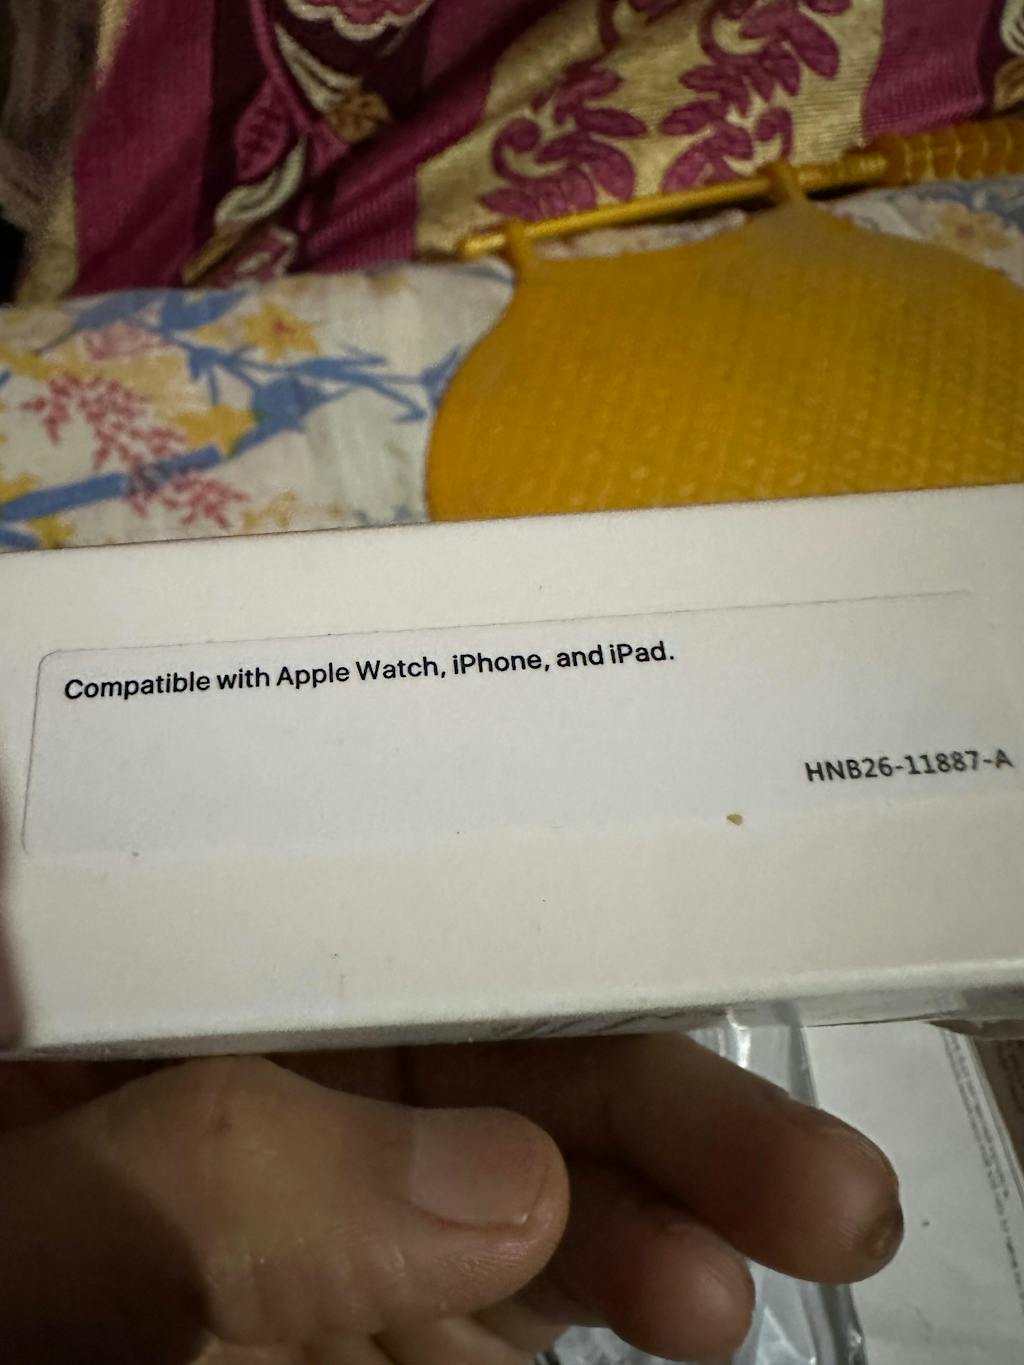 Compatible with Apple Watch, iPhone, and iPad.
HNB26-11887-A